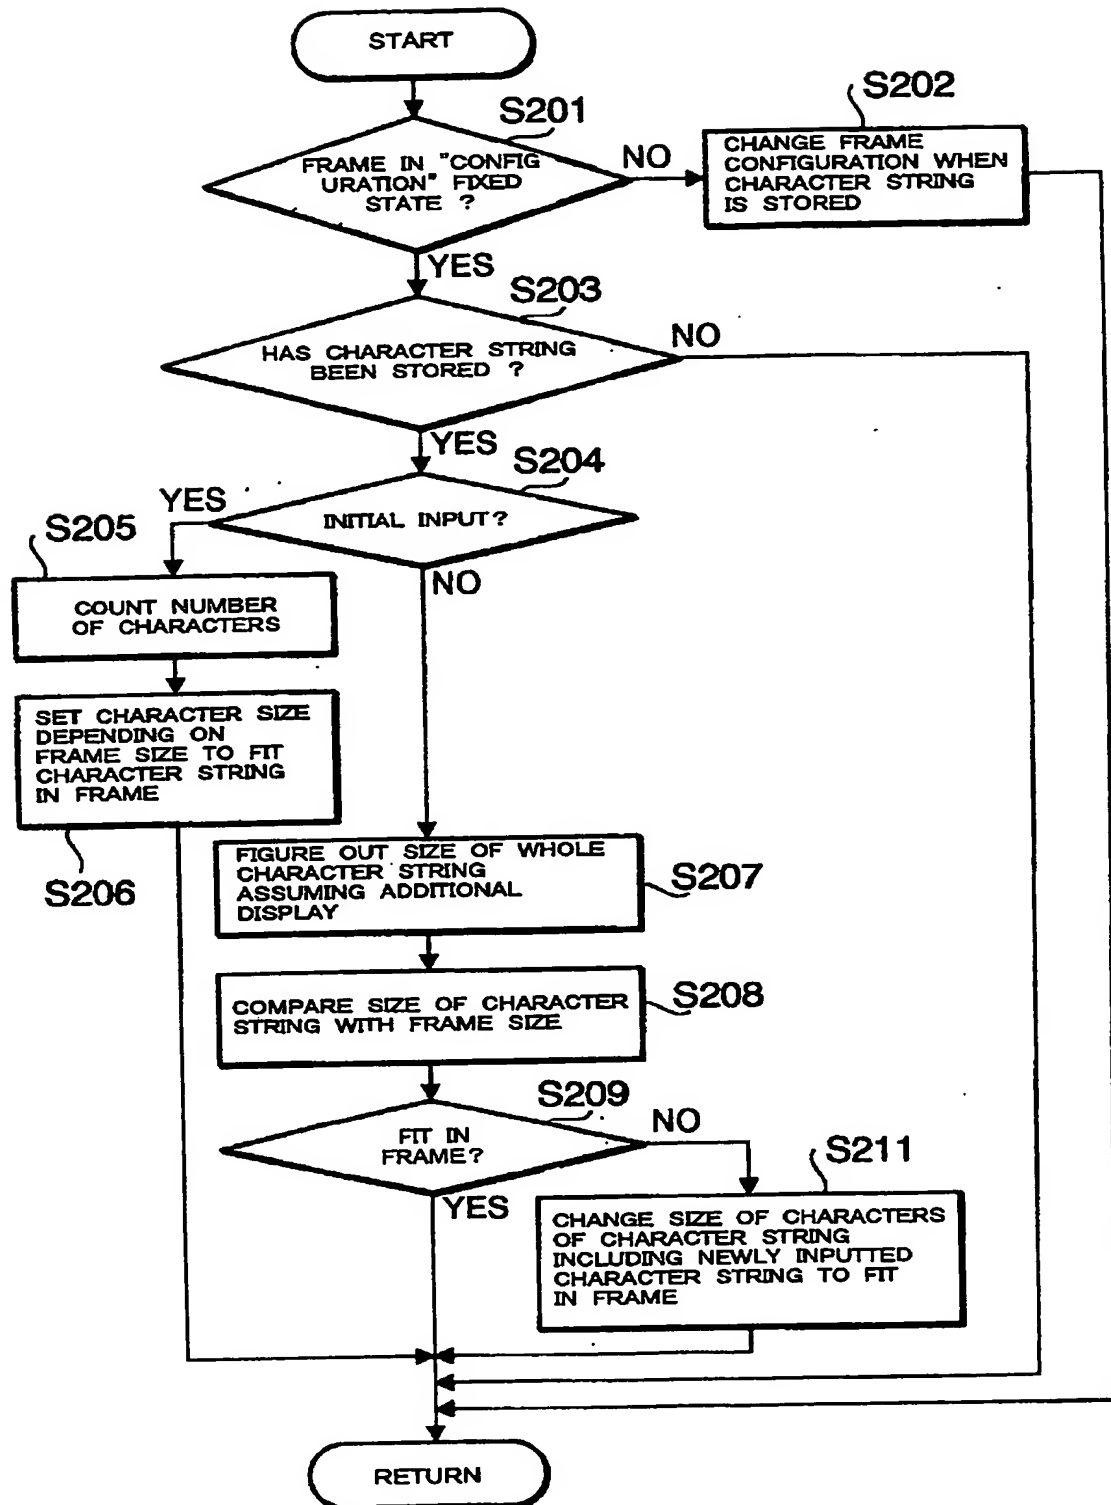 START
S201
FRAME IN "CONFIG
URATION" FIXED
STATE ?
NO
S202
CHANGE FRAME
CONFIGURATION WHEN
CHARACTER STRING
IS STORED
YES
S203
HAS CHARACTER STRING
BEEN STORED ?
NO
YES
S204
INITIAL INPUT?
YES
NO
S205
COUNT NUMBER
OF CHARACTERS
SET CHARACTER SIZE
DEPENDING ON
FRAME SIZE TO FIT
CHARACTER STRING
IN FRAME
S206
FIGURE OUT SIZE OF WHOLE
CHARACTER STRING
ASSUMING ADDITIONAL
DISPLAY
S207
COMPARE SIZE OF CHARACTER
STRING WITH FRAME SIZE
S208
S209
FIT IN
FRAME?
NO
YES
S211
CHANGE SIZE OF CHARACTERS
OF CHARACTER STRING
INCLUDING NEWLY INPUTTED
CHARACTER STRING TO FIT
IN FRAME
RETURN